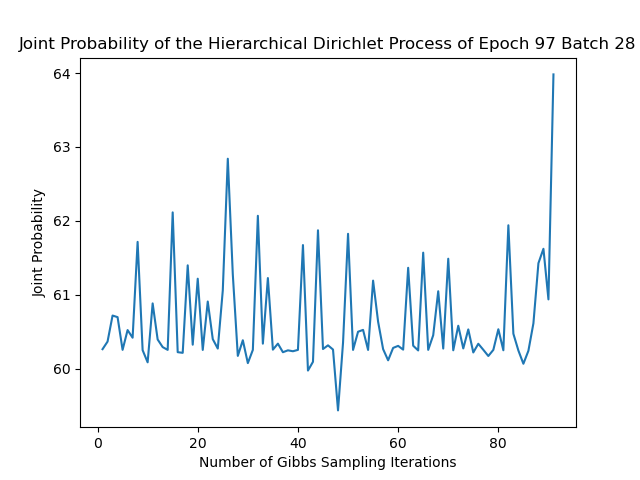 Joint Probability of the Hierarchical Dirichlet Process of Epoch 97 Batch 28
64
63
62
61
60
Joint Probability
0 20 40 60 80
Number of Gibbs Sampling Iterations